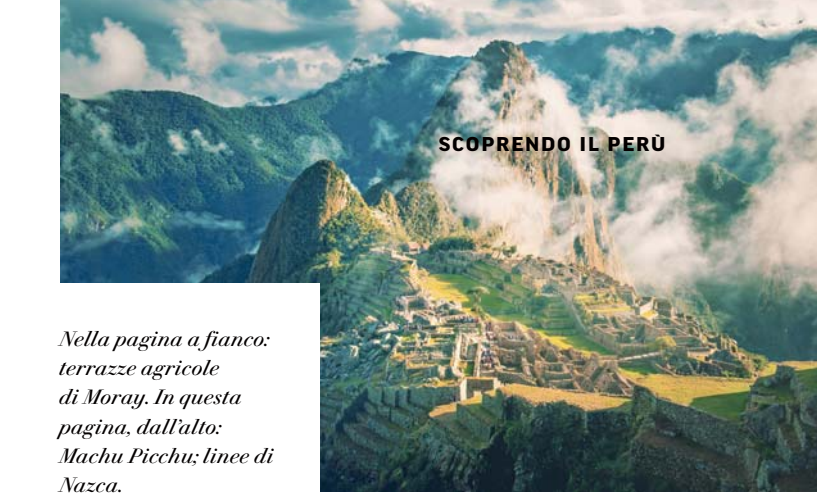 SCOPRENDO IL PERÙ
Nella pagina a fianco:
terrazze agricole
di Moray. In questa
pagina, dall’alto:
Machu Picchu; linee di
Nazca.